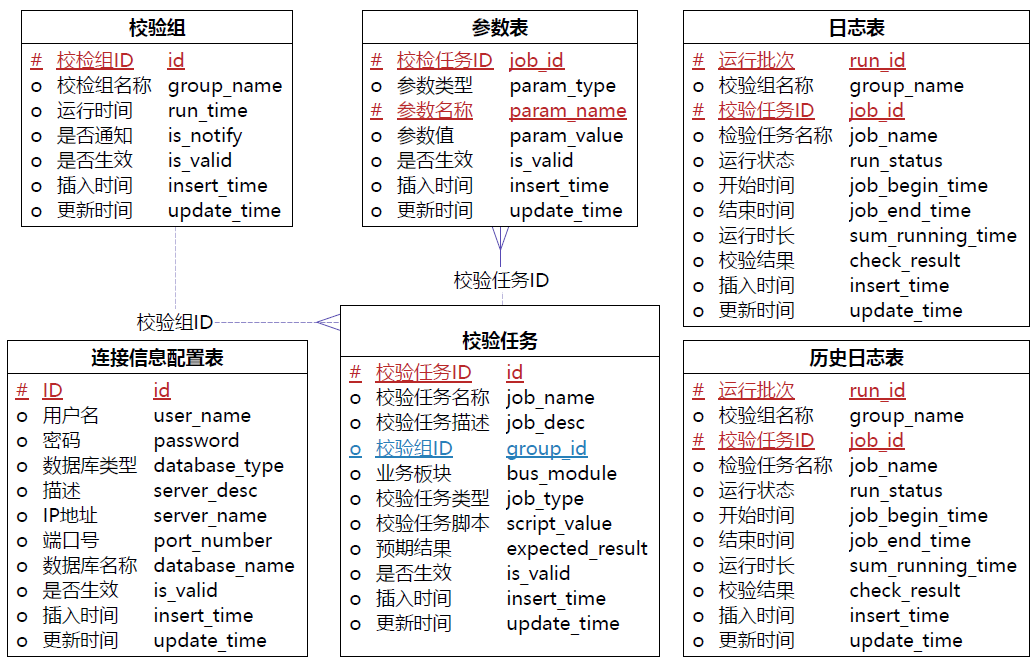 校验组
# 校检组ID id
o 校检组名称 group_name
o 运行时间 run_time
o 是否通知 is_notify
o 是否生效 is_valid
o 插入时间 insert_time
o 更新时间 update_time
参数表
# 校检任务ID job_id
o 参数类型 param_type
# 参数名称 param_name
o 参数值 param_value
o 是否生效 is_valid
o 插入时间 insert_time
o 更新时间 update_time
日志表
# 运行批次 run_id
o 校验组名称 group_name
# 校验任务ID job_id
o 检验任务名称 job_name
o 运行状态 run_status
o 开始时间 job_begin_time
o 结束时间 job_end_time
o 运行时长 sum_running_time
o 校验结果 check_result
o 插入时间 insert_time
o 更新时间 update_time
校验任务ID
校验组ID
连接信息配置表
# ID id
o 用户名 user_name
o 密码 password
o 数据库类型 database_type
o 描述 server_desc
o IP地址 server_name
o 端口号 port_number
o 数据库名称 database_name
o 是否生效 is_valid
o 插入时间 insert_time
o 更新时间 update_time
校验任务
# 校验任务ID id
o 校验任务名称 job_name
o 校验任务描述 job_desc
o 校验组ID group_id
o 业务板块 bus_module
o 校验任务类型 job_type
o 校验任务脚本 script_value
o 预期结果 expected_result
o 是否生效 is_valid
o 插入时间 insert_time
o 更新时间 update_time
历史日志表
# 运行批次 run_id
o 校验组名称 group_name
# 校验任务ID job_id
o 检验任务名称 job_name
o 运行状态 run_status
o 开始时间 job_begin_time
o 结束时间 job_end_time
o 运行时长 sum_running_time
o 校验结果 check_result
o 插入时间 insert_time
o 更新时间 update_time